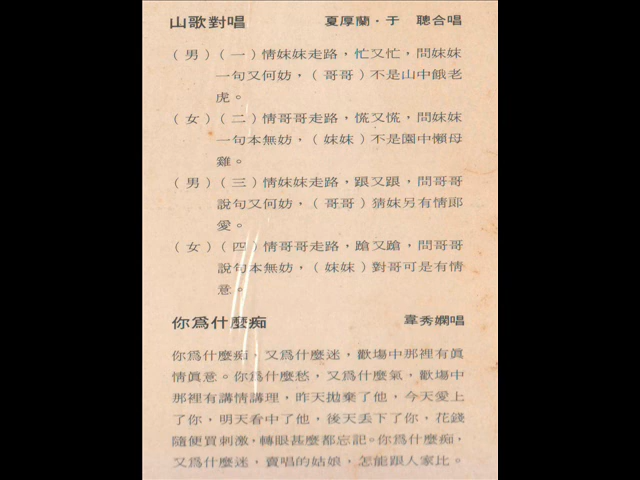 山歌對唱　　夏厚蘭・于　聰合唱
（男）（一）情妹妹走路，忙又忙，問妹妹
一句又何妨，（哥哥）不是山中餓老
虎。
（女）（二）情哥哥走路，慌又慌，問妹妹
一句本無妨，（妹妹）不是園中懶母
雞。
（男）（三）情妹妹走路，跟又跟，問哥哥
說句又何妨，（哥哥）猜妹另有情郎
愛。
（女）（四）情哥哥走路，蹌又蹌，問哥哥
說句本無妨，（妹妹）對哥可是有情
意。
你爲什麼痴　　韋秀嫻唱
你爲什麼痴，又爲什麼迷，歡塲中那裡有眞
情眞意。你爲什麼愁，又爲什麼氣，歡塲中
那裡有講情講理，昨天拋棄了他，今天愛上
了你，明天看中了他，後天丢下了你，花錢
隨便買刺激，轉眼甚麼都忘記。你爲什麼痴，
又爲什麼迷，賣唱的姑娘，怎能跟人家比。